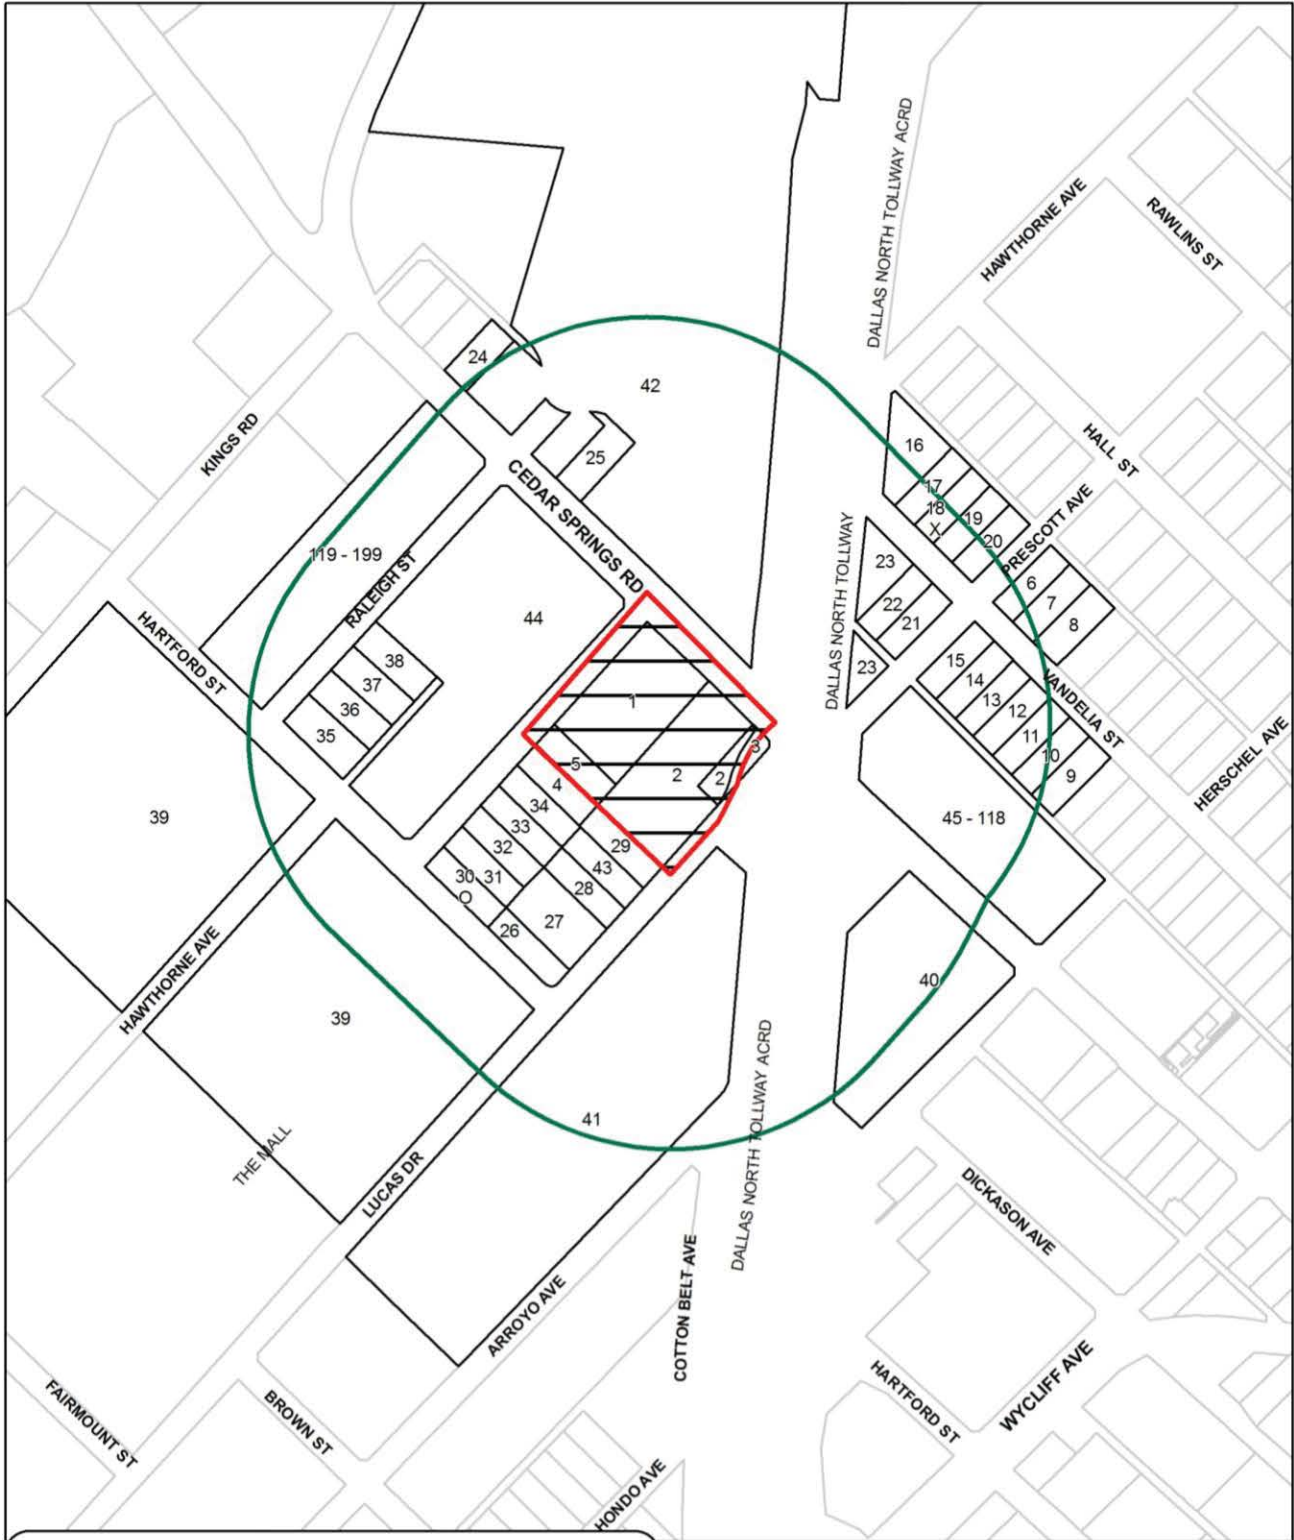 DALLAS NORTH TOLLWAY ACRD
HAWTHORNE AVE
RAWLINS ST
24
42
KINGS RD
CEDAR SPRINGS RD
25
16
17
18
X
19
20
HALL ST
PRESCOTT AVE
119 - 199
RALEIGH ST
44
DALLAS NORTH TOLLWAY
23
22
21
23
6
7
8
HARTFORD ST
38
37
36
35
1
15
14
13
12
11
10
9
VANDELIA ST
HERSCHEL AVE
3
2
2
5
4
34
33
32
31
30
O
29
43
28
27
26
39
45 - 118
HAWTHORNE AVE
39
40
41
DALLAS NORTH TOLLWAY ACRD
THE MALL
LUCAS DR
DICKASON AVE
COTTON BELT AVE
ARROYO AVE
HARTFORD ST
WYCLIFF AVE
FAIRMOUNT ST
BROWN ST
HONDO AVE